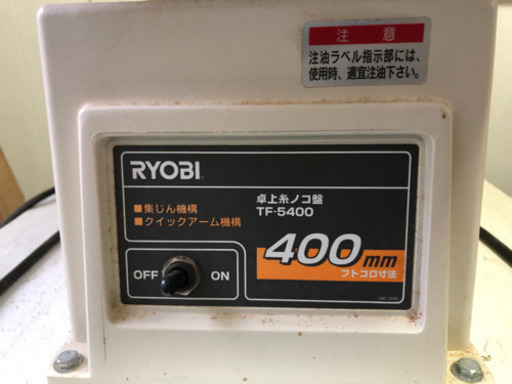 注 意
注油ラベル指示部には、
使用時、適宜注油下さい。
RYOBI
卓上糸ノコ盤
TF-5400
■集じん機構
■クイックアーム機構
400mm
フトコロ寸法
OFF ON